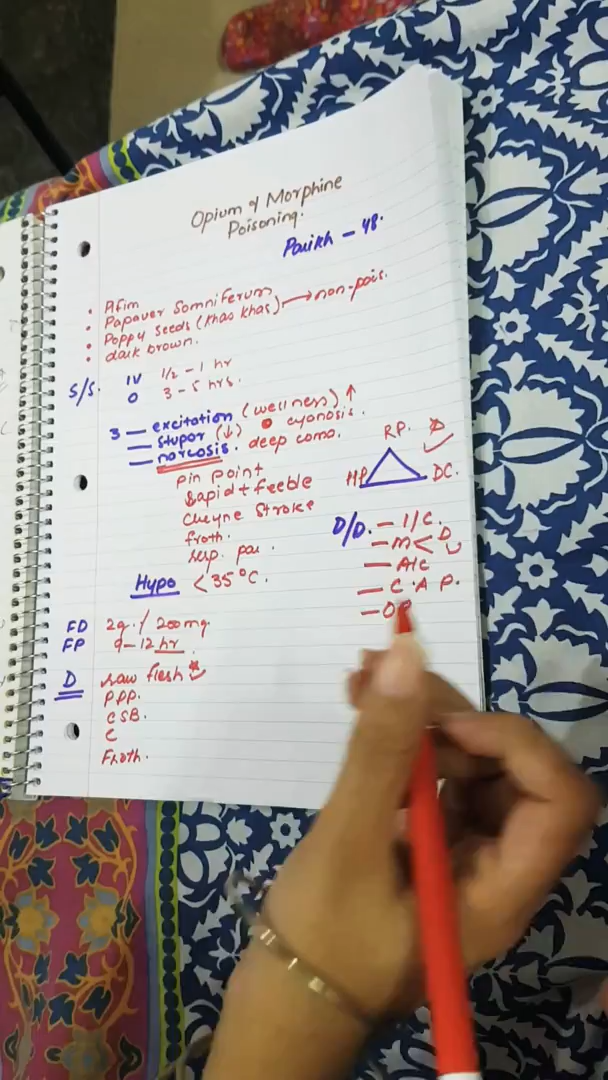 Opium & Morphine
Poisoning.
Parikh - 48.
• Afim
• Papaver Somniferum
• Poppy seeds (khas khas) → non-pois.
• dark brown.
S/S. IV 1/2 - 1 hr
O 3 - 5 hrs.
3 — excitation (wellness) ↑
— stupor (↓) • cyonosis.
— narcosis. deep coma.
pin point
Rapid + feeble
Cheyne Stroke
froth.
resp. par.
Hypo < 35°C.
FD 2g. / 200mg.
FP 9-12 hr.
D raw flesh
PPP.
CSB.
C
Froth.
RP.
HP DC.
D/D. — I/C.
— M < D
— A/C
— C. A P.
— OP